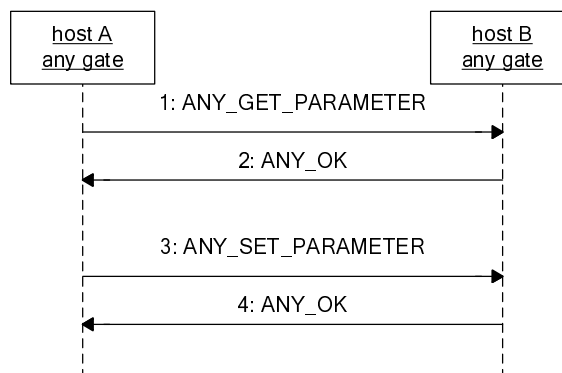 host A
any gate
host B
any gate
1: ANY_GET_PARAMETER
2: ANY_OK
3: ANY_SET_PARAMETER
4: ANY_OK